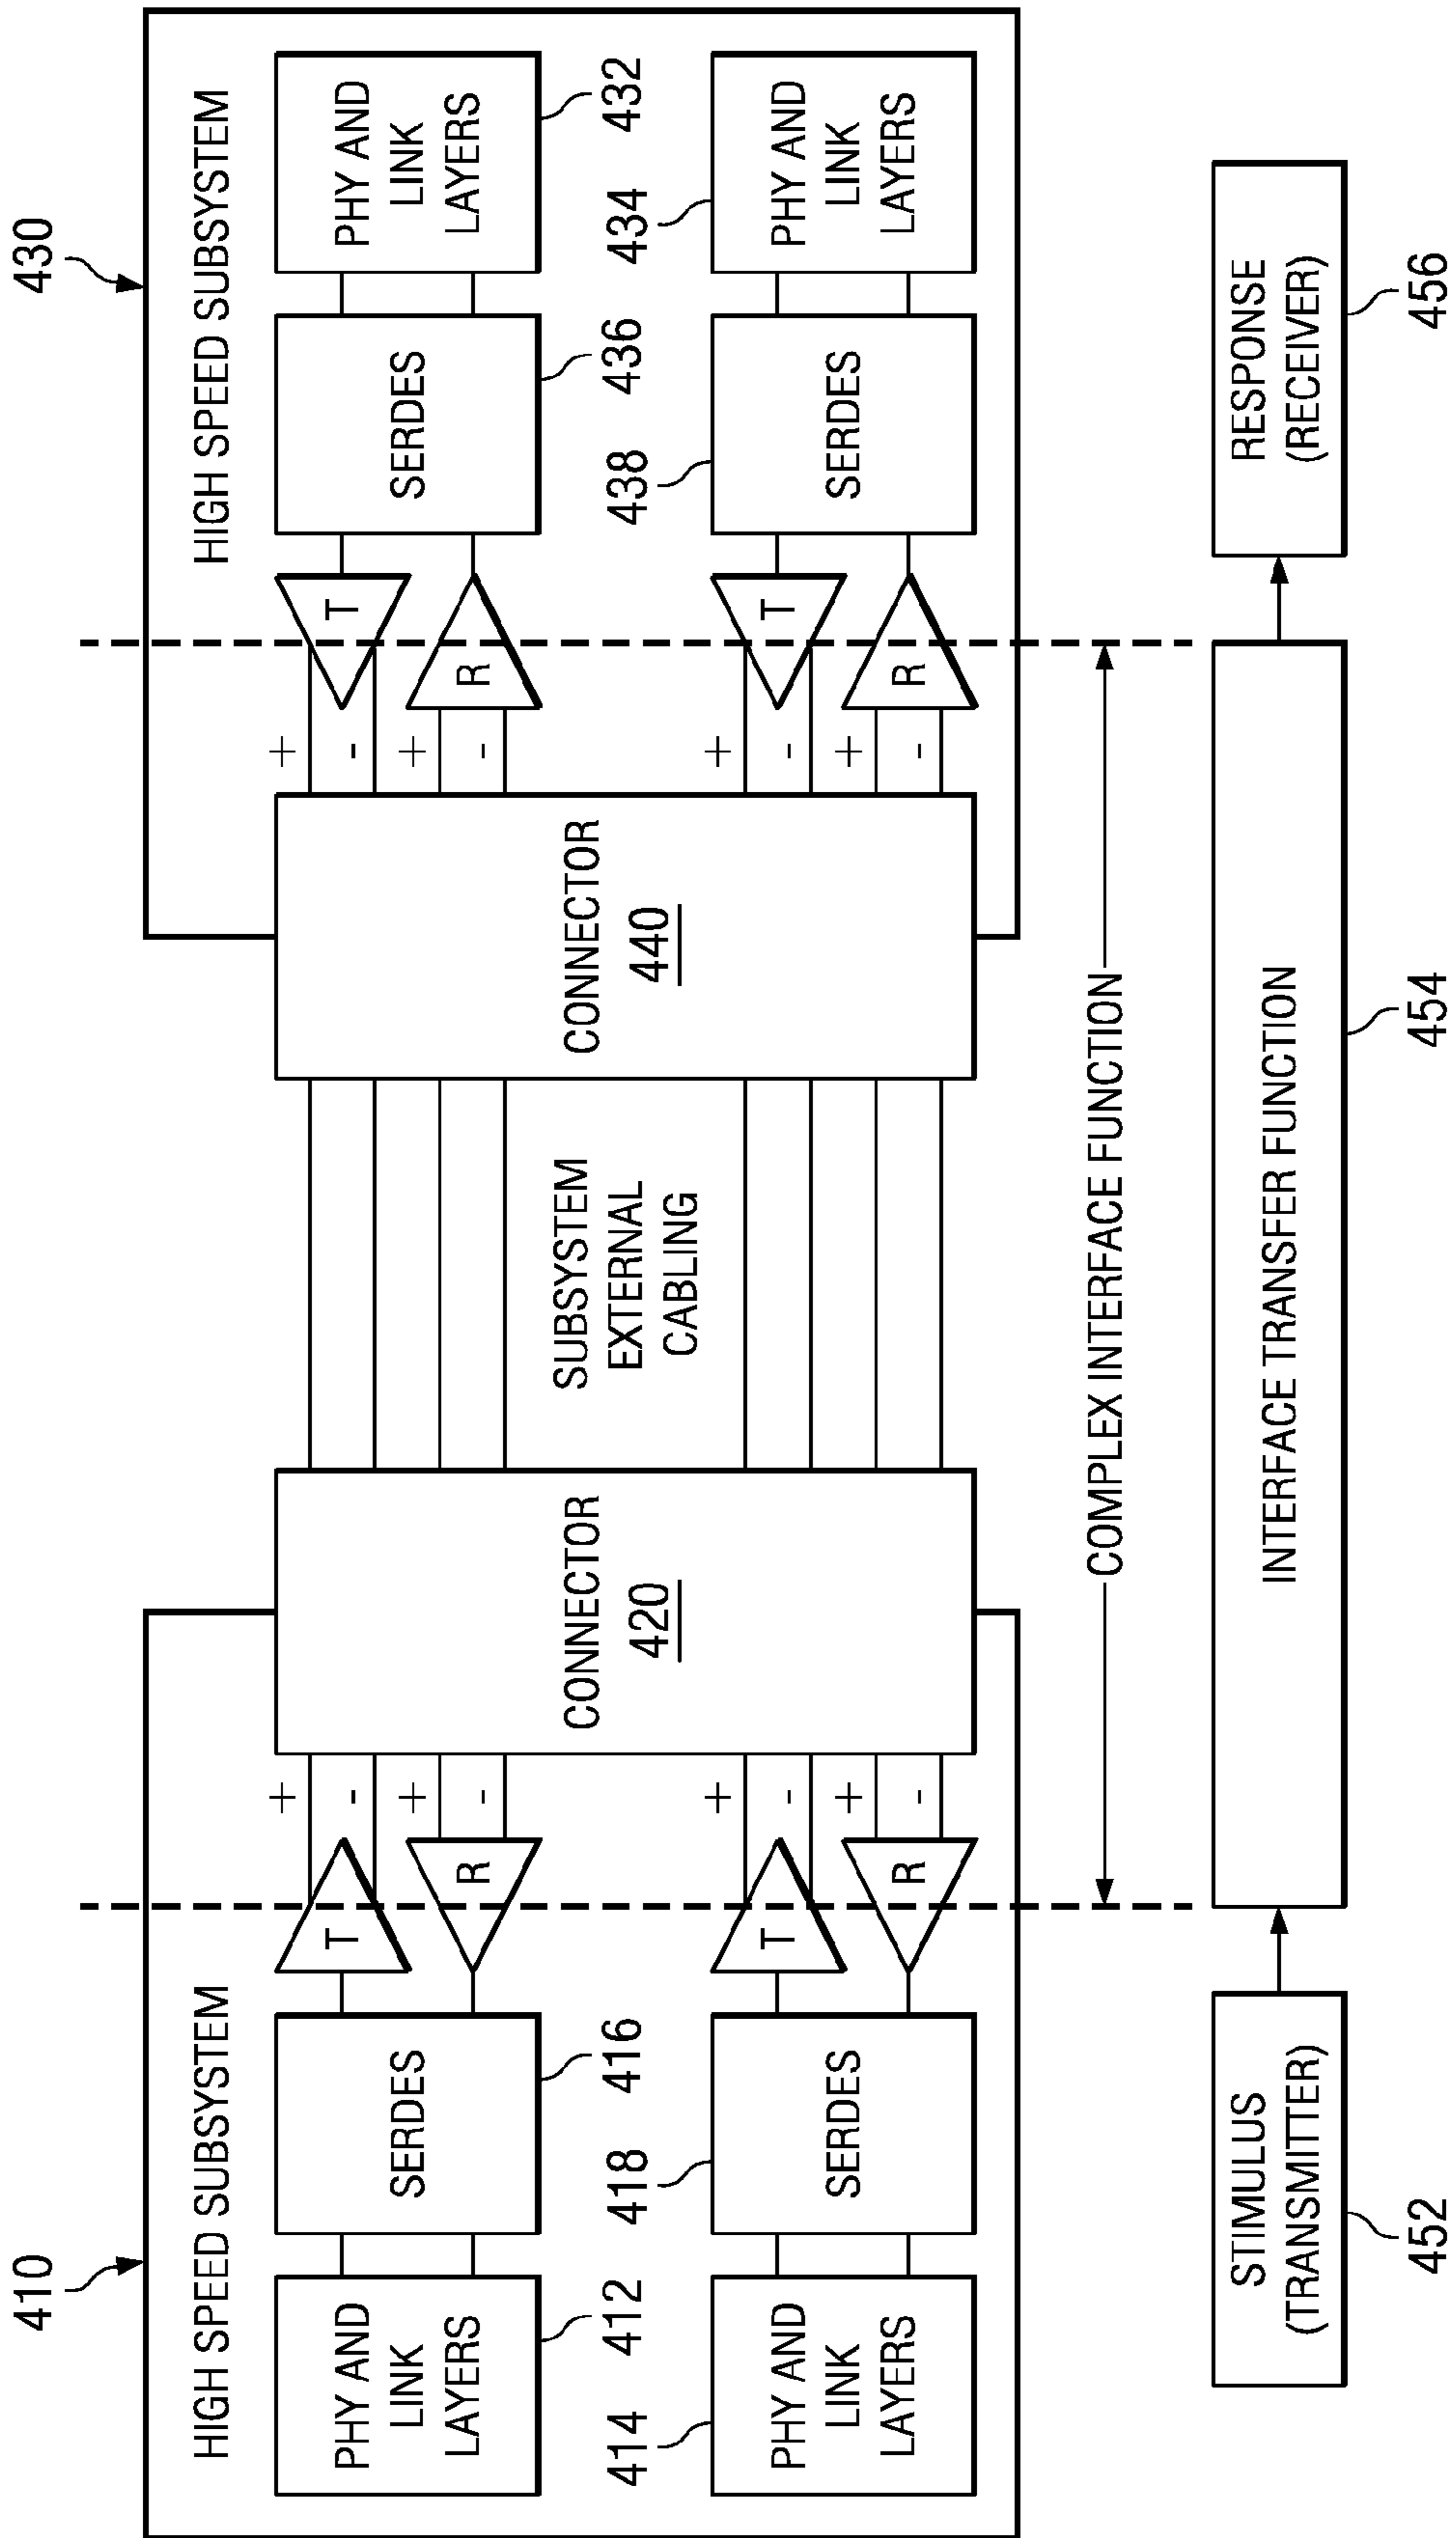 410
430
HIGH SPEED SUBSYSTEM
HIGH SPEED SUBSYSTEM
PHY AND
LINK
LAYERS
412
SERDES
416
T
R
+
-
+
-
CONNECTOR
420
SUBSYSTEM
EXTERNAL
CABLING
CONNECTOR
440
+
-
+
-
T
R
SERDES
436
PHY AND
LINK
LAYERS
432
414
PHY AND
LINK
LAYERS
418
SERDES
T
R
+
-
+
-
+
-
+
-
T
R
438
SERDES
434
PHY AND
LINK
LAYERS
COMPLEX INTERFACE FUNCTION
STIMULUS
(TRANSMITTER)
452
INTERFACE TRANSFER FUNCTION
454
RESPONSE
(RECEIVER)
456